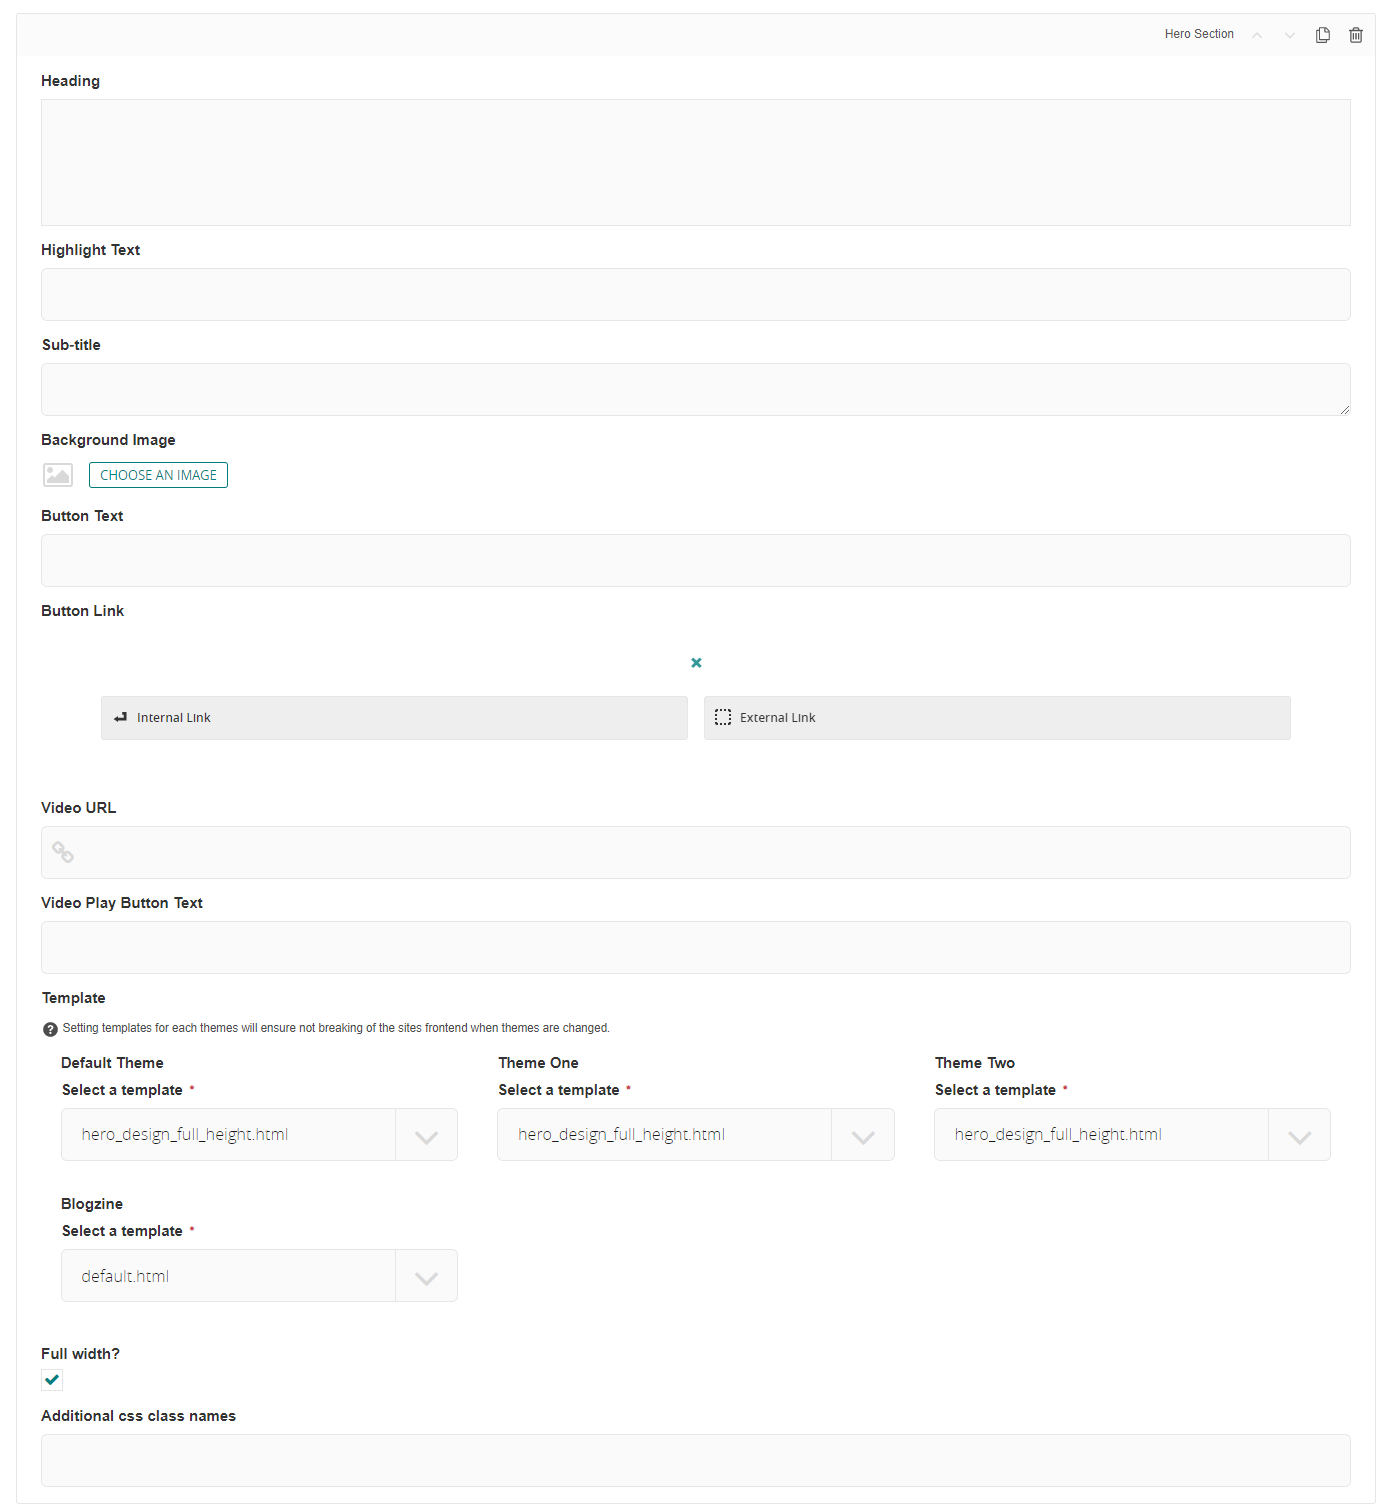 Hero Section
Heading
Highlight Text
Sub-title
Background Image
CHOOSE AN IMAGE
Button Text
Button Link
Internal Link
External Link
Video URL
Video Play Button Text
Template
Setting templates for each themes will ensure not breaking of the sites frontend when themes are changed.
Default Theme
Select a template *
hero_design_full_height.html
Theme One
Select a template *
hero_design_full_height.html
Theme Two
Select a template *
hero_design_full_height.html
Blogzine
Select a template *
default.html
Full width?
Additional css class names